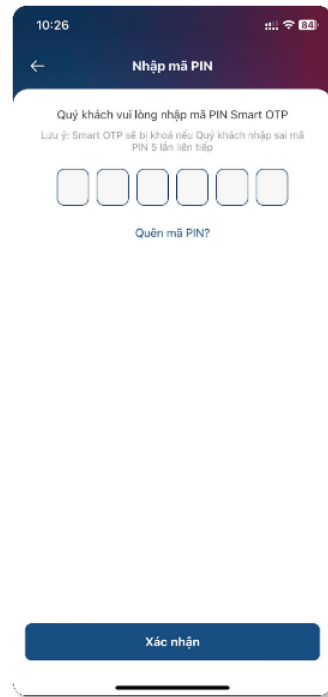 10:26
84
Nhập mã PIN
Quý khách vui lòng nhập mã PIN Smart OTP
Lưu ý: Smart OTP sẽ bị khoá nếu Quý khách nhập sai mã
PIN 5 lần liên tiếp
Quên mã PIN?
Xác nhận